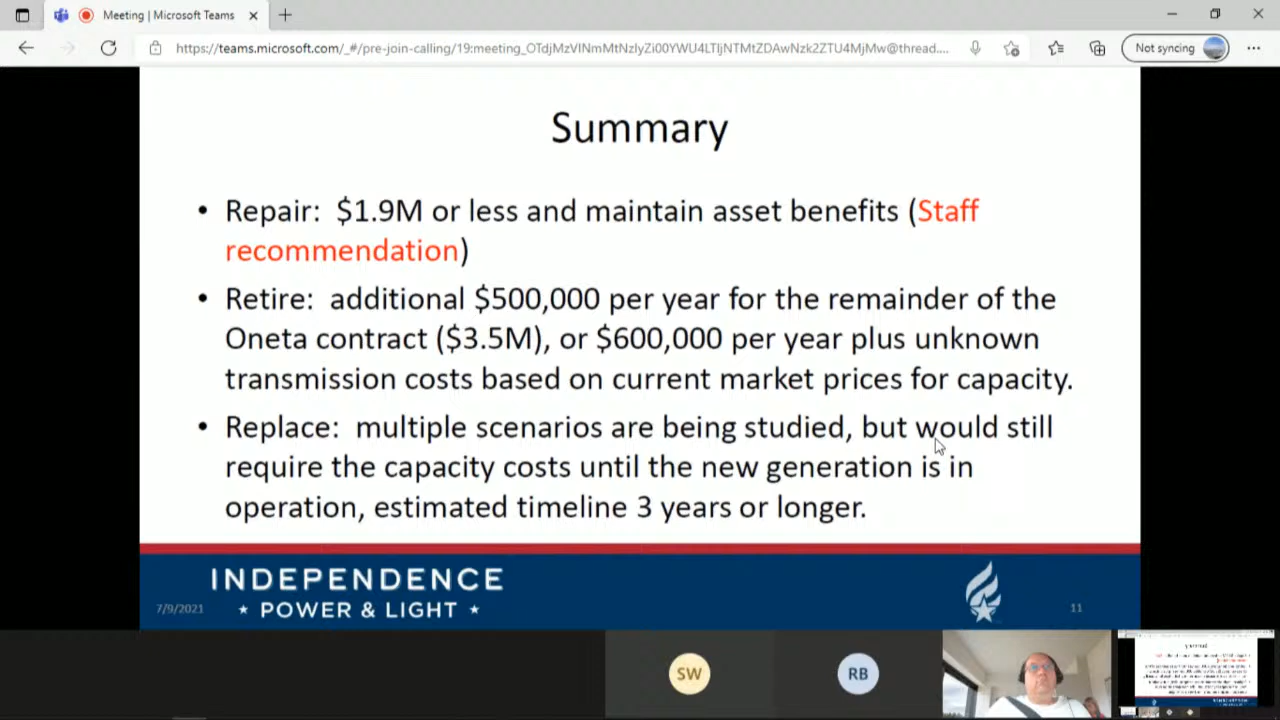 Meeting | Microsoft Teams
https://teams.microsoft.com/_#/pre-join-calling/19:meeting_OTdjMzVlNmMtNzIyZi00YWU4LTljNTMtZDAwNzk2ZTU4MjMw@thread....
Not syncing
Summary
• Repair: $1.9M or less and maintain asset benefits (Staff
recommendation)
• Retire: additional $500,000 per year for the remainder of the
Oneta contract ($3.5M), or $600,000 per year plus unknown
transmission costs based on current market prices for capacity.
• Replace: multiple scenarios are being studied, but would still
require the capacity costs until the new generation is in
operation, estimated timeline 3 years or longer.
INDEPENDENCE
7/9/2021
★ POWER & LIGHT ★
11
SW
RB